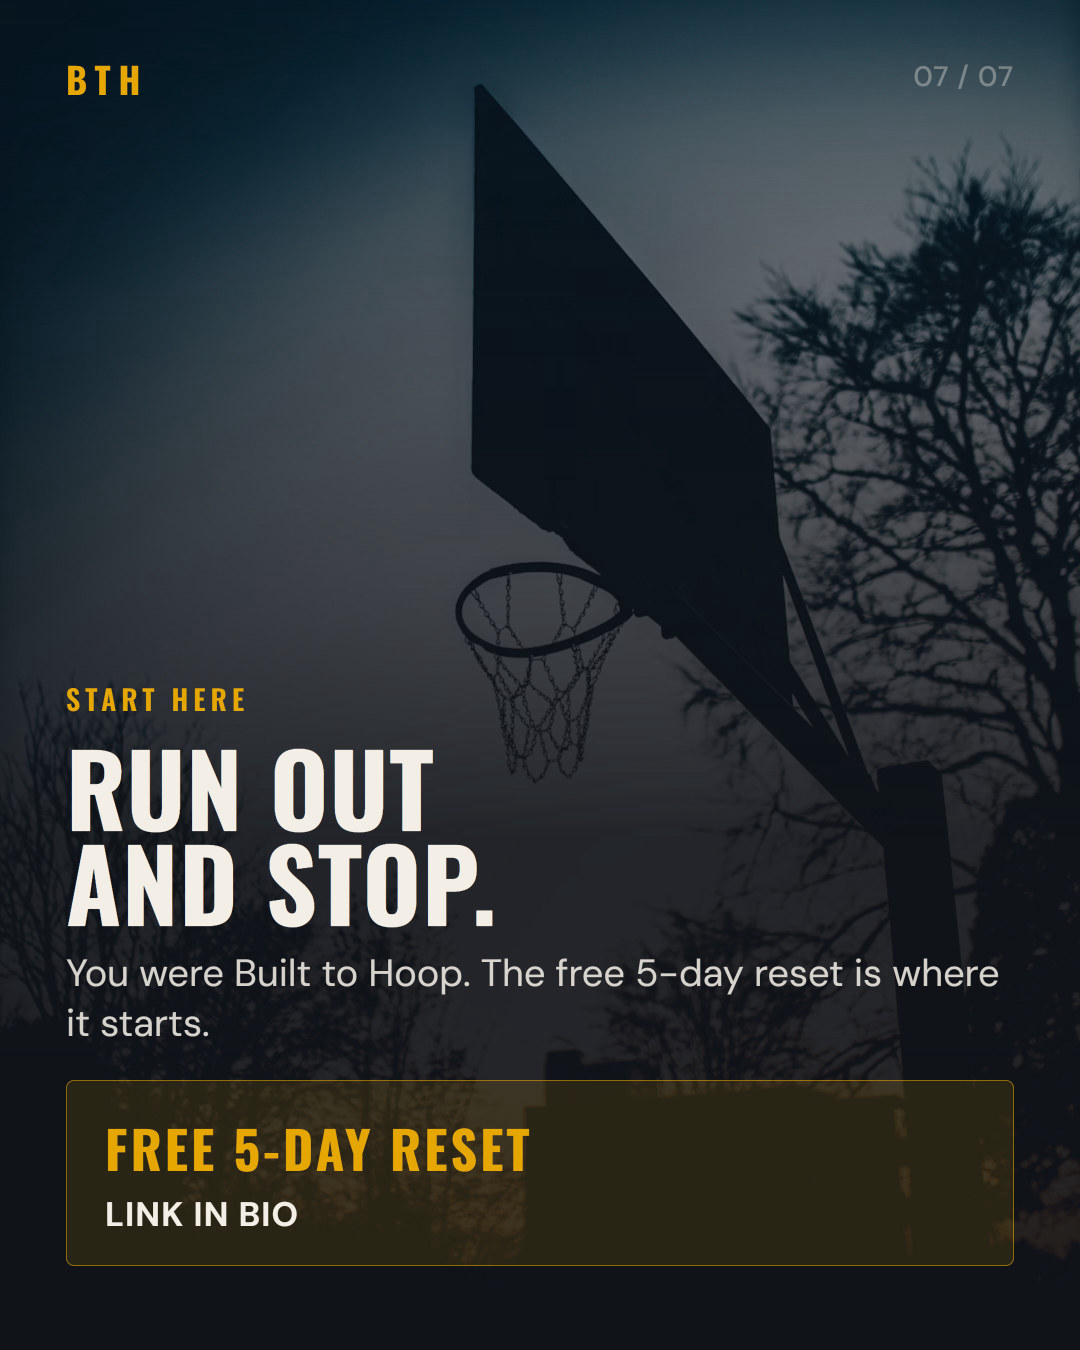 BTH
07 / 07
START HERE
RUN OUT
AND STOP.
You were Built to Hoop. The free 5-day reset is where
it starts.
FREE 5-DAY RESET
LINK IN BIO